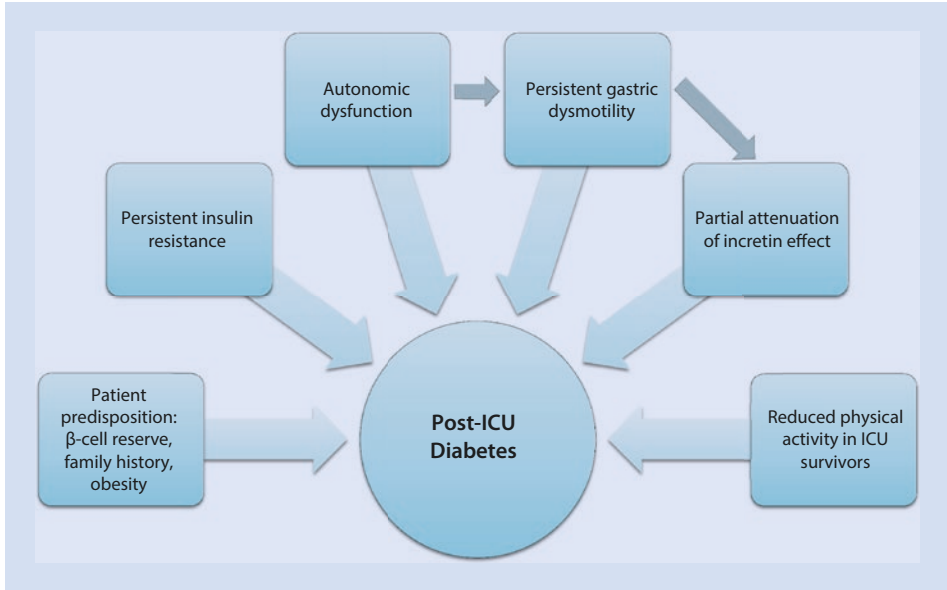 Autonomic
dysfunction
Persistent gastric
dysmotility
Persistent insulin
resistance
Partial attenuation
of incretin effect
Patient
predisposition:
β-cell reserve,
family history,
obesity
Post-ICU
Diabetes
Reduced physical
activity in ICU
survivors